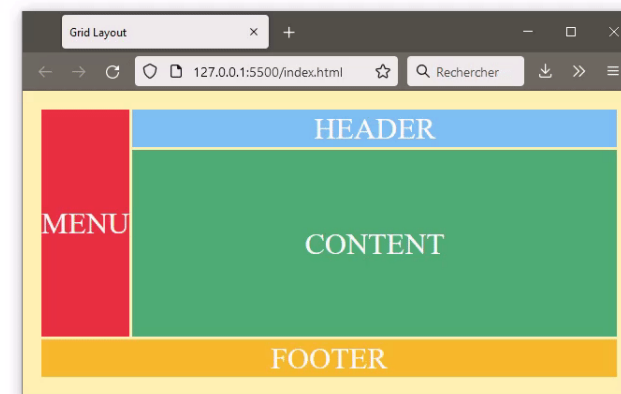 Grid Layout
127.0.0.1:5500/index.html
Rechercher
HEADER
MENU
CONTENT
FOOTER